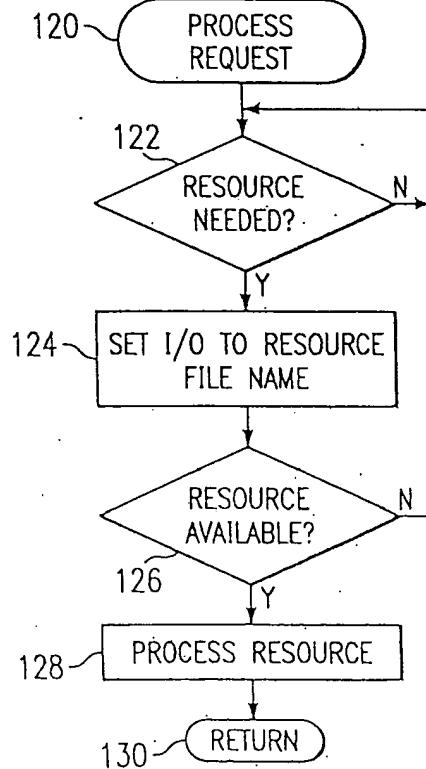 120
PROCESS
REQUEST
122
RESOURCE
NEEDED?
N
Y
124
SET I/O TO RESOURCE
FILE NAME
RESOURCE
AVAILABLE?
N
126
Y
128
PROCESS RESOURCE
130
RETURN